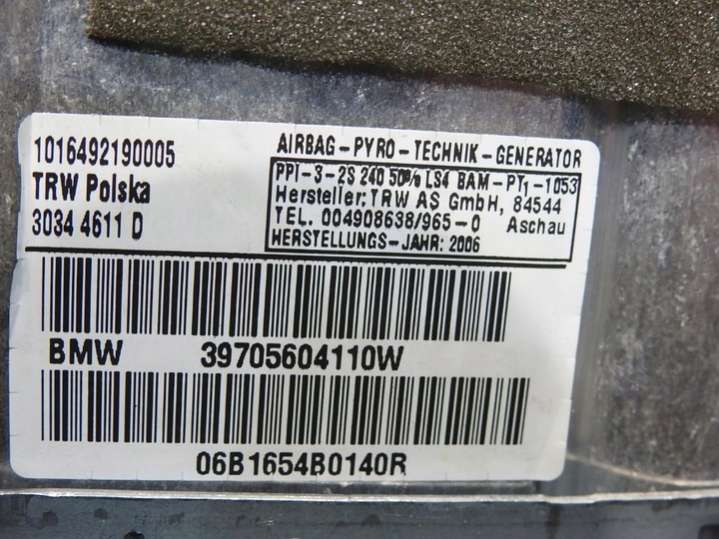 1016492190005
TRW Polska
3034 4611 D
AIRBAG-PYRO-TECHNIK-GENERATOR
PPT-3-2S 240 50% LS4 BAM-PT₁-1053
Hersteller: TRW AS GmbH, 84544
TEL. 004908638/965-0 Aschau
HERSTELLUNGS-JAHR: 2006
BMW 39705604110W
06B1654B0140R